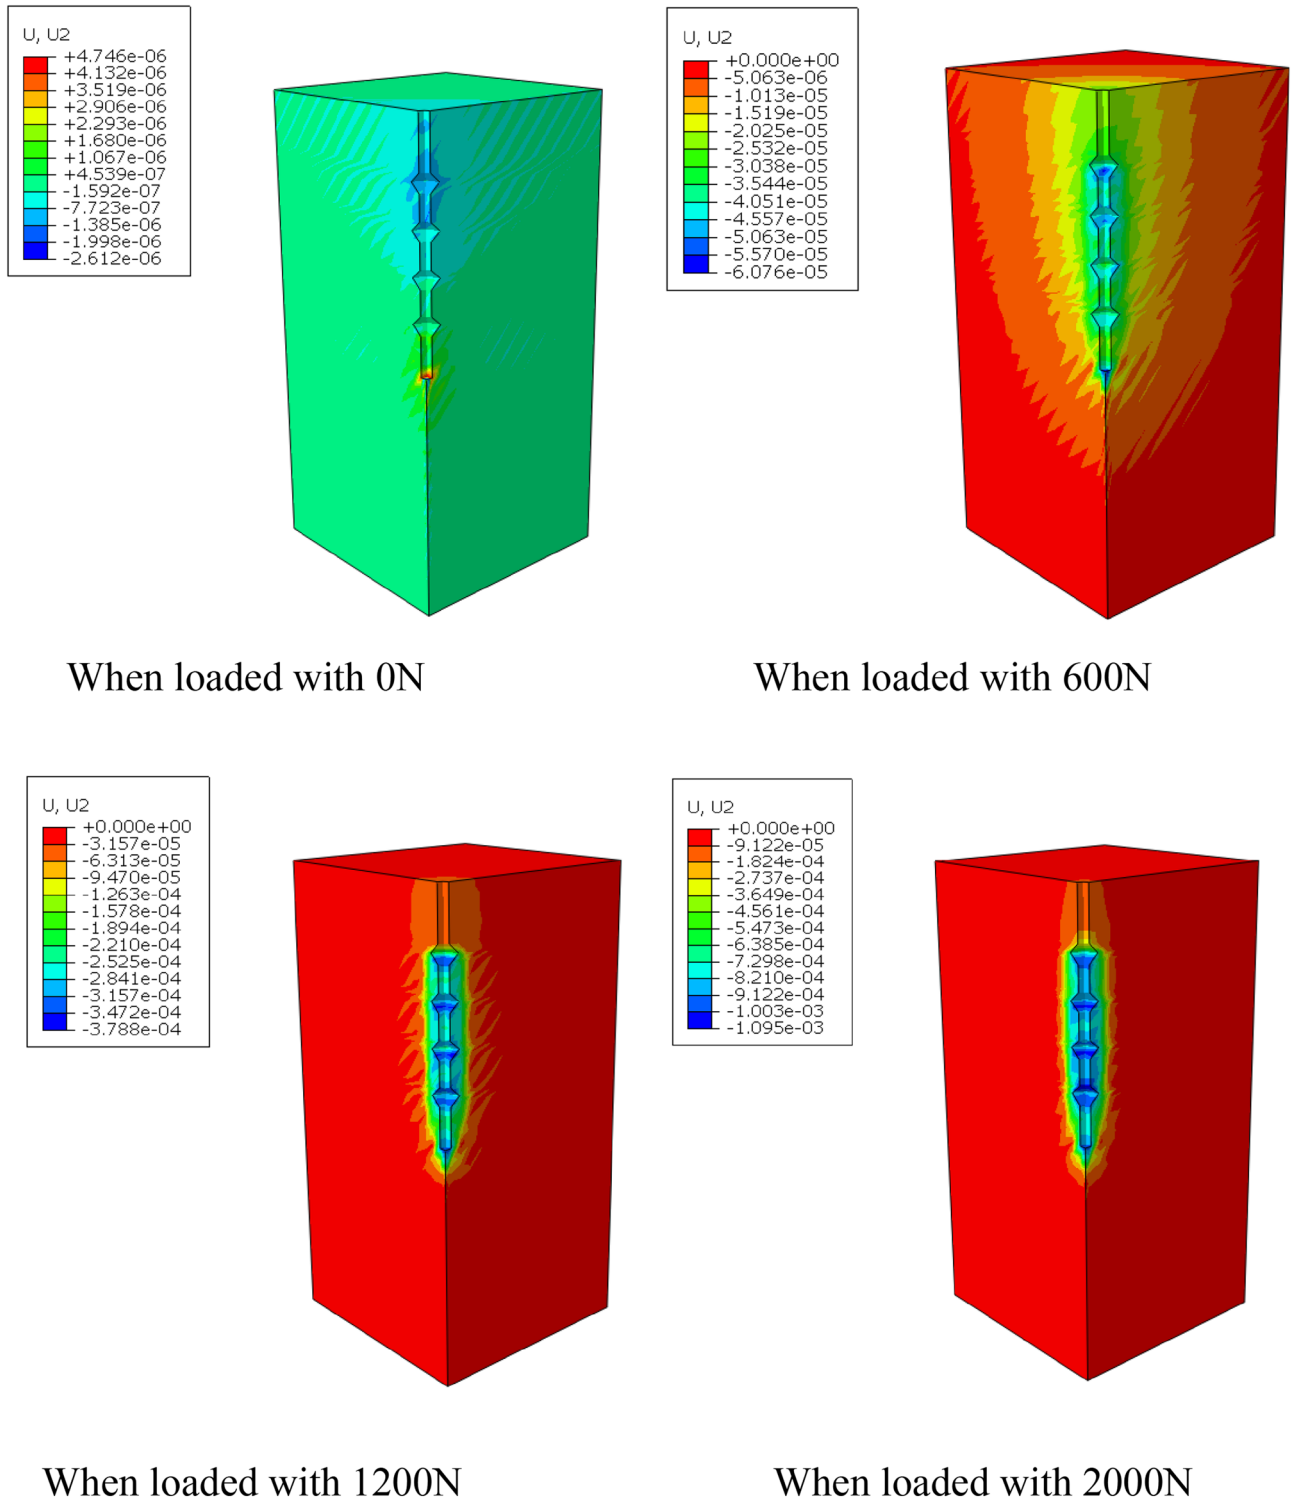 U, U2
+4.746e-06
+4.132e-06
+3.519e-06
+2.906e-06
+2.293e-06
+1.680e-06
+1.067e-06
+4.539e-07
-1.592e-07
-7.723e-07
-1.385e-06
-1.998e-06
-2.612e-06
U, U2
+0.000e+00
-5.063e-06
-1.013e-05
-1.519e-05
-2.025e-05
-2.532e-05
-3.038e-05
-3.544e-05
-4.051e-05
-4.557e-05
-5.063e-05
-5.570e-05
-6.076e-05
When loaded with 0N
When loaded with 600N
U, U2
+0.000e+00
-3.157e-05
-6.313e-05
-9.470e-05
-1.263e-04
-1.578e-04
-1.894e-04
-2.210e-04
-2.525e-04
-2.841e-04
-3.157e-04
-3.472e-04
-3.788e-04
U, U2
+0.000e+00
-9.122e-05
-1.824e-04
-2.737e-04
-3.649e-04
-4.561e-04
-5.473e-04
-6.385e-04
-7.298e-04
-8.210e-04
-9.122e-04
-1.003e-03
-1.095e-03
When loaded with 1200N
When loaded with 2000N